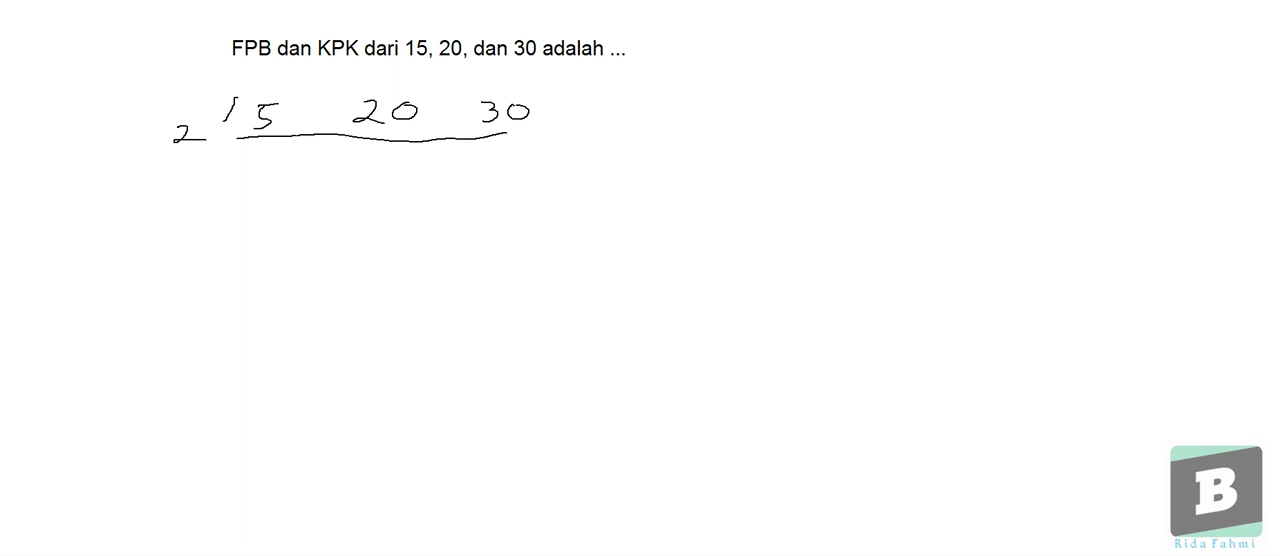 FPB dan KPK dari 15, 20, dan 30 adalah ...
15 20 30
2
B
Rida Fahmi